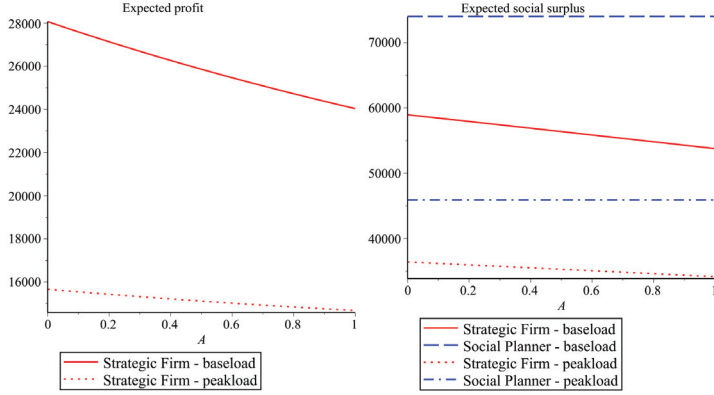 Expected profit
28000
26000
24000
22000
20000
18000
16000
0
0.2
0.4
0.6
0.8
1
A
Strategic Firm - baseload
Strategic Firm - peakload
Expected social surplus
70000
60000
50000
40000
0
0.2
0.4
0.6
0.8
1
A
Strategic Firm - baseload
Social Planner - baseload
Strategic Firm - peakload
Social Planner - peakload